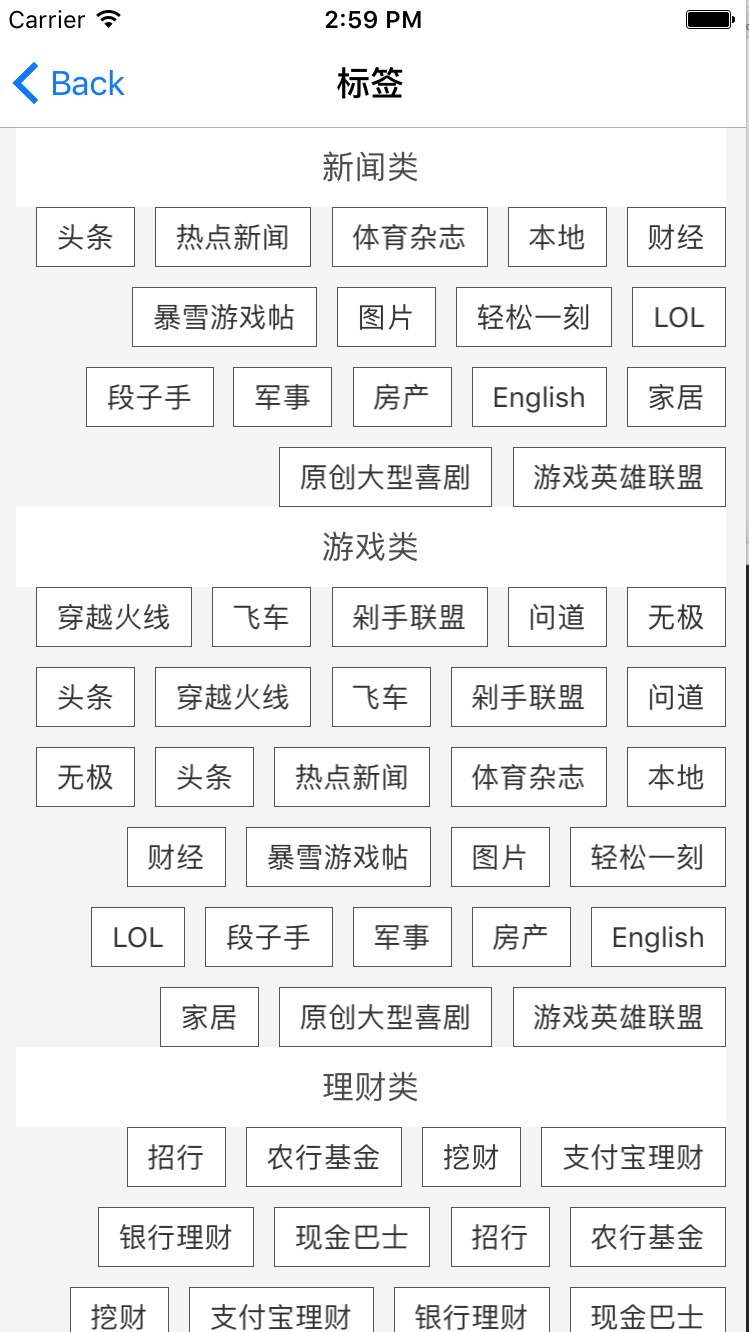 Carrier 2:59 PM
Back 标签
新闻类
头条 热点新闻 体育杂志 本地 财经
暴雪游戏帖 图片 轻松一刻 LOL
段子手 军事 房产 English 家居
原创大型喜剧 游戏英雄联盟
游戏类
穿越火线 飞车 剁手联盟 问道 无极
头条 穿越火线 飞车 剁手联盟 问道
无极 头条 热点新闻 体育杂志 本地
财经 暴雪游戏帖 图片 轻松一刻
LOL 段子手 军事 房产 English
家居 原创大型喜剧 游戏英雄联盟
理财类
招行 农行基金 挖财 支付宝理财
银行理财 现金巴士 招行 农行基金
挖财 支付宝理财 银行理财 现金巴士